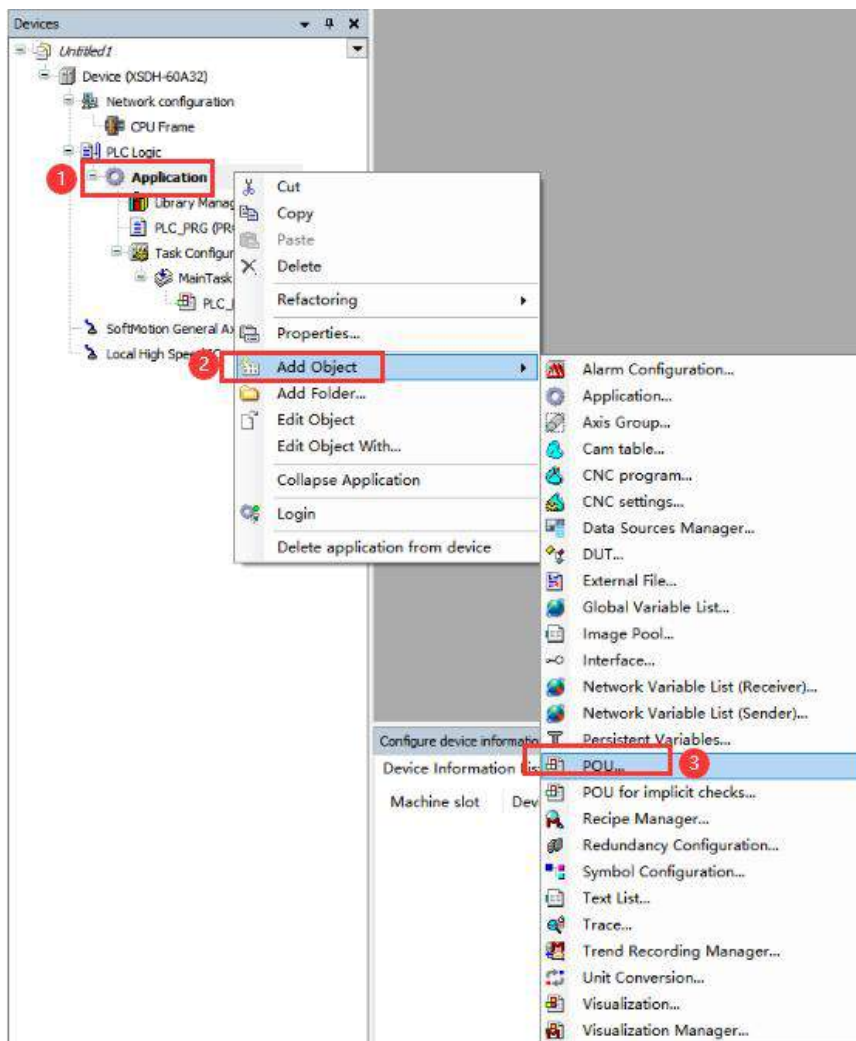 Devices
Untitled1
Device (XSDH-60A32)
Network configuration
CPU Frame
PLC Logic
1
Application
Library Manag
PLC_PRG (PR
Task Configur
MainTask
PLC_
SoftMotion General Ax
Local High Spe
Cut
Copy
Paste
Delete
Refactoring
Properties...
2
Add Object
Add Folder...
Edit Object
Edit Object With...
Collapse Application
Login
Delete application from device
Alarm Configuration...
Application...
Axis Group...
Cam table...
CNC program...
CNC settings...
Data Sources Manager...
DUT...
External File...
Global Variable List...
Image Pool...
Interface...
Network Variable List (Receiver)...
Network Variable List (Sender)...
Persistent Variables...
POU...
3
POU for implicit checks...
Recipe Manager...
Redundancy Configuration...
Symbol Configuration...
Text List...
Trace...
Trend Recording Manager...
Unit Conversion...
Visualization...
Visualization Manager...
Configure device informatio
Device Information Lis
Machine slot Dev